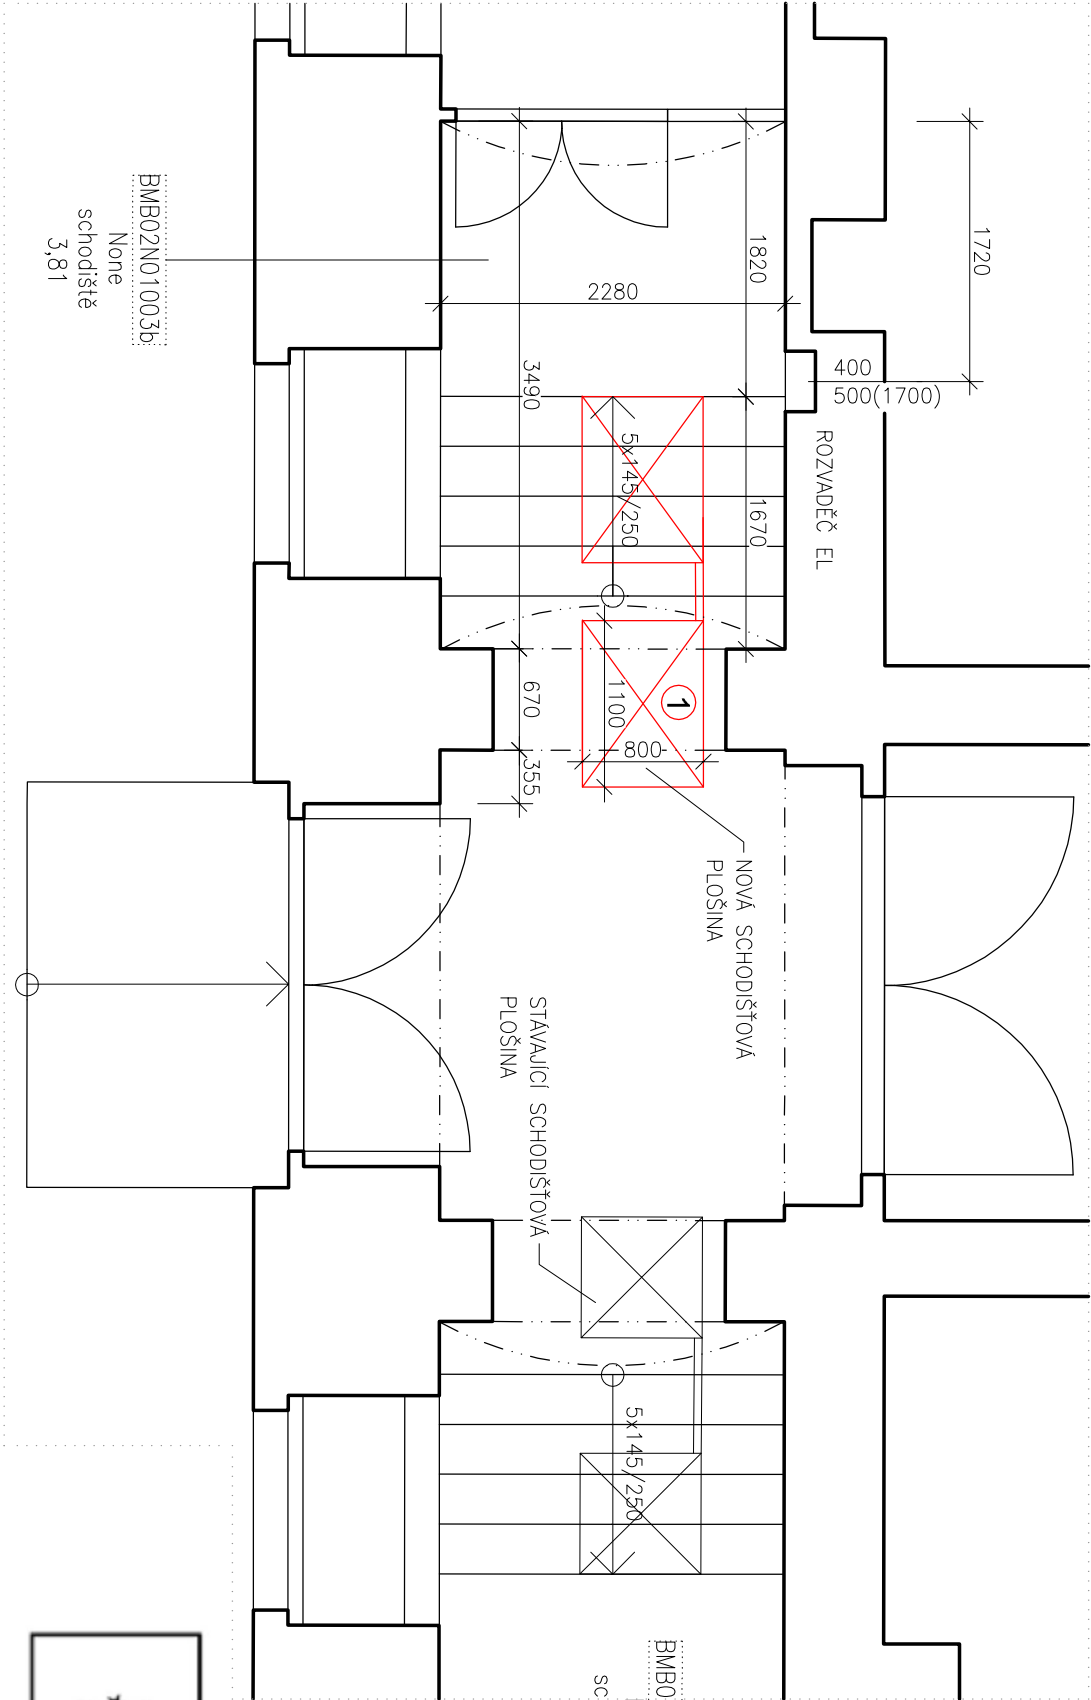 1720
1820
2280
3490
400
500(1700)
ROZVADĚČ EL
5x145/250
1670
BMB02N01003b
None
schodiště
3,81
670
1100
1
800
355
NOVÁ SCHODIŠŤOVÁ
PLOŠINA
STÁVAJÍCÍ SCHODIŠŤOVÁ
PLOŠINA
5x145/250
BMB0
sc